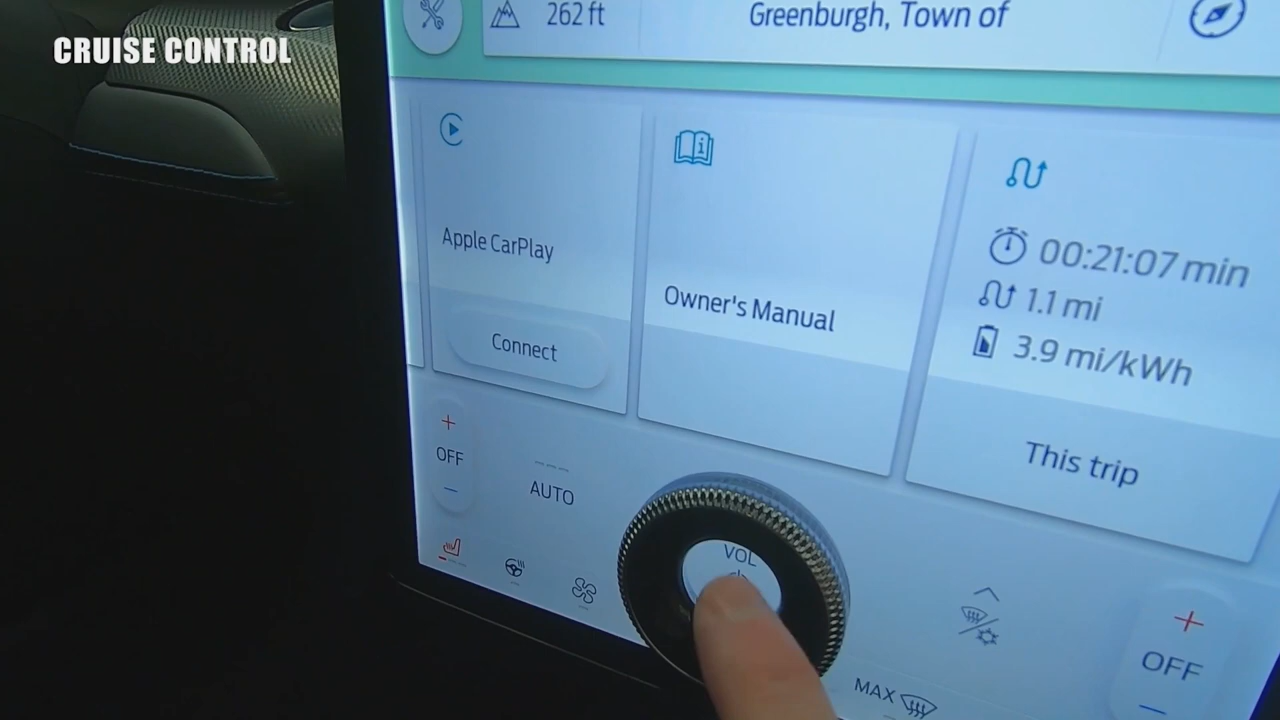 CRUISE CONTROL
262 ft
Greenburgh, Town of
Apple CarPlay
Connect
Owner's Manual
00:21:07 min
1.1 mi
3.9 mi/kWh
This trip
+
OFF
−
AUTO
VOL
+
OFF
−
MAX